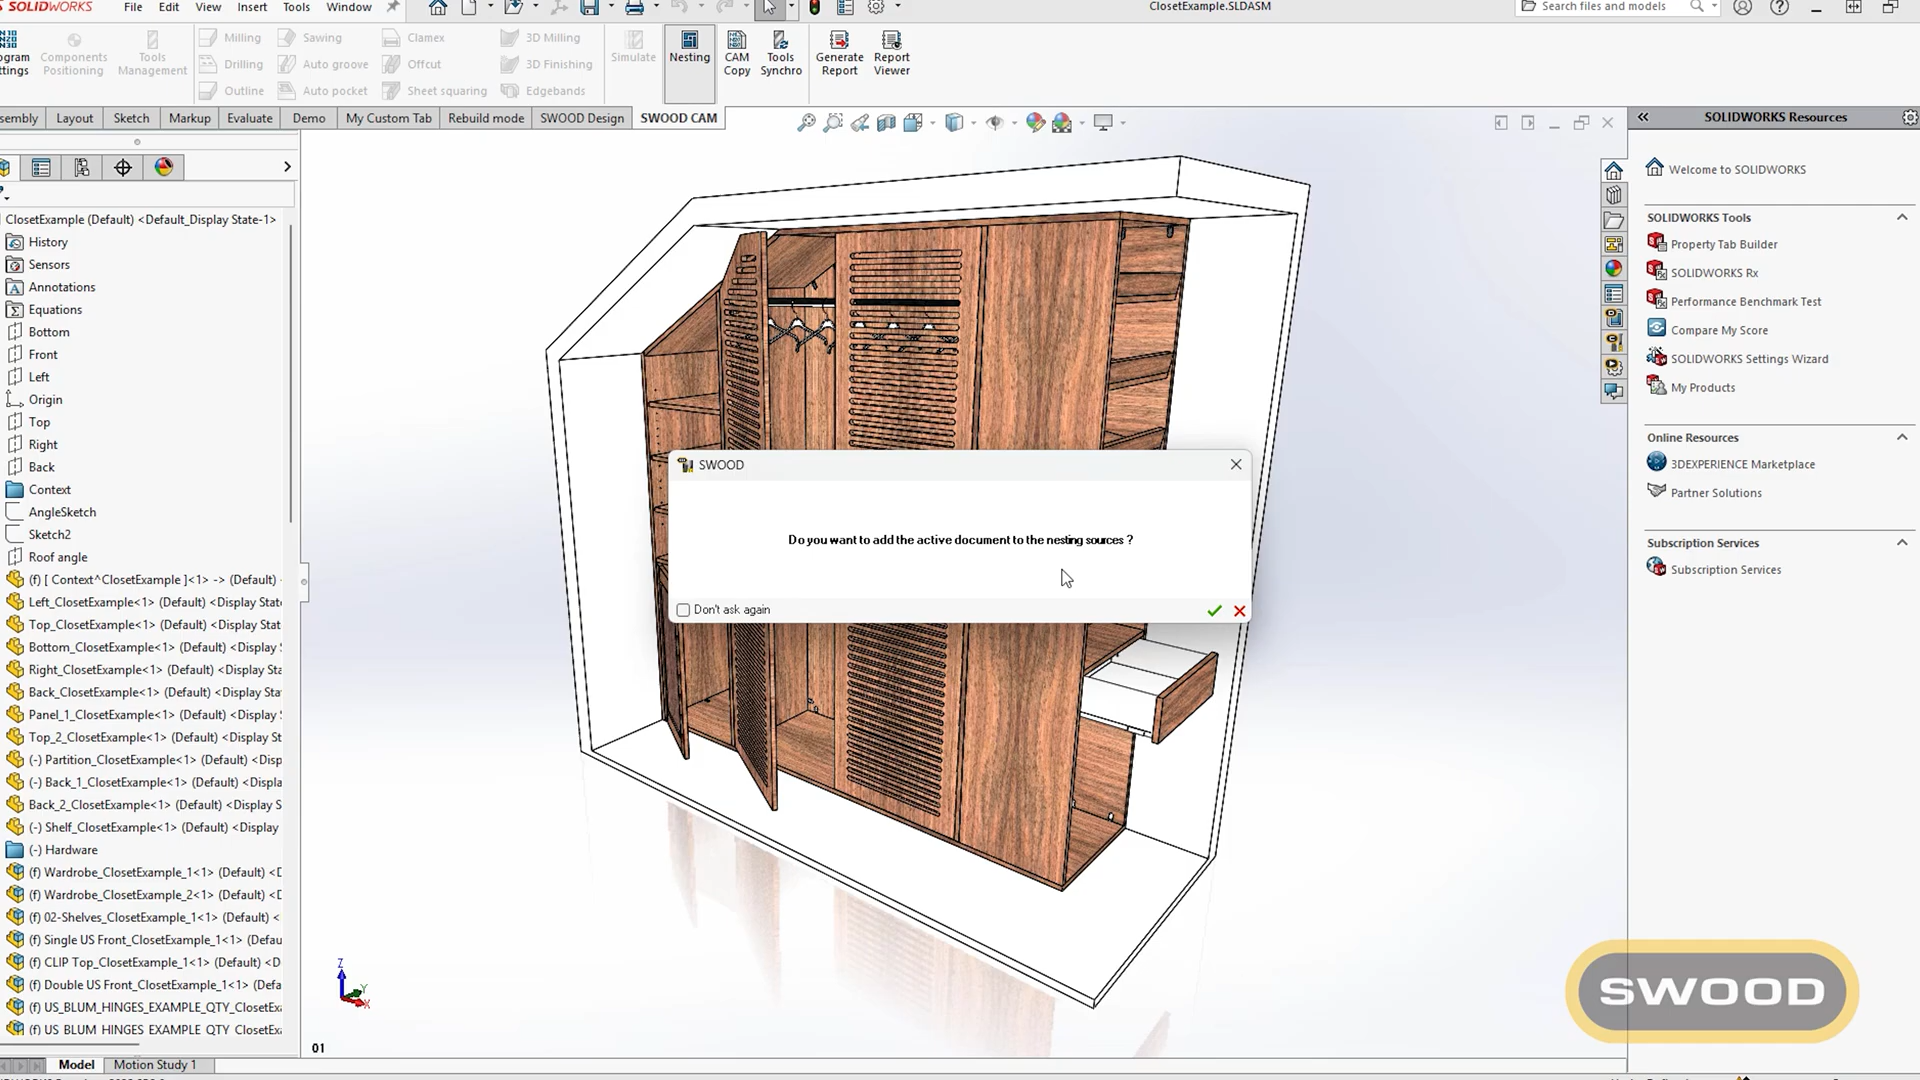 SOLIDWORKS File Edit View Insert Tools Window ClosetExample.SLDASM Search files and models
Components Positioning
Tools Management
Milling Sawing Clamex 3D Milling
Drilling Auto groove Offcut 3D Finishing
Outline Auto pocket Sheet squaring Edgebands
Simulate
Nesting
CAM Copy
Tools Synchro
Generate Report
Report Viewer
Layout Sketch Markup Evaluate Demo My Custom Tab Rebuild mode SWOOD Design SWOOD CAM
ClosetExample (Default) <Default_Display State-1>
History
Sensors
Annotations
Equations
Bottom
Front
Left
Origin
Top
Right
Back
Context
AngleSketch
Sketch2
Roof angle
(f) [ Context^ClosetExample ]<1> -> (Default)
Left_ClosetExample<1> (Default) <Display Stat
Top_ClosetExample<1> (Default) <Display Stat
Bottom_ClosetExample<1> (Default) <Display S
Right_ClosetExample<1> (Default) <Display Sta
Back_ClosetExample<1> (Default) <Display Sta
Panel_1_ClosetExample<1> (Default) <Display S
Top_2_ClosetExample<1> (Default) <Display St
(-) Partition_ClosetExample<1> (Default) <Disp
(-) Back_1_ClosetExample<1> (Default) <Displa
Back_2_ClosetExample<1> (Default) <Display S
(-) Shelf_ClosetExample<1> (Default) <Display
(-) Hardware
Wardrobe_ClosetExample_1<1> (Default) <D
Wardrobe_ClosetExample_2<1> (Default) <D
(f) 02-Shelves_ClosetExample_1<1> (Default) <
(f) Single US Front_ClosetExample_1<1> (Defau
(f) CLIP Top_ClosetExample_1<1> (Default) <D
(f) Double US Front_ClosetExample_1<1> (Defa
(f) US_BLUM_HINGES_EXAMPLE_QTY_ClosetExa
(f) US BLUM HINGES EXAMPLE QTY ClosetExa
Model Motion Study 1
SWOOD
Do you want to add the active document to the nesting sources ?
Don't ask again
Z
Y
X
01
SOLIDWORKS Resources
Welcome to SOLIDWORKS
SOLIDWORKS Tools
Property Tab Builder
SOLIDWORKS Rx
Performance Benchmark Test
Compare My Score
SOLIDWORKS Settings Wizard
My Products
Online Resources
3DEXPERIENCE Marketplace
Partner Solutions
Subscription Services
Subscription Services
SWOOD